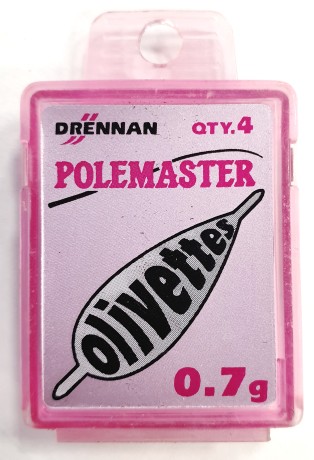 DRENNAN QTY.4
POLEMASTER
olivettes
0.7g